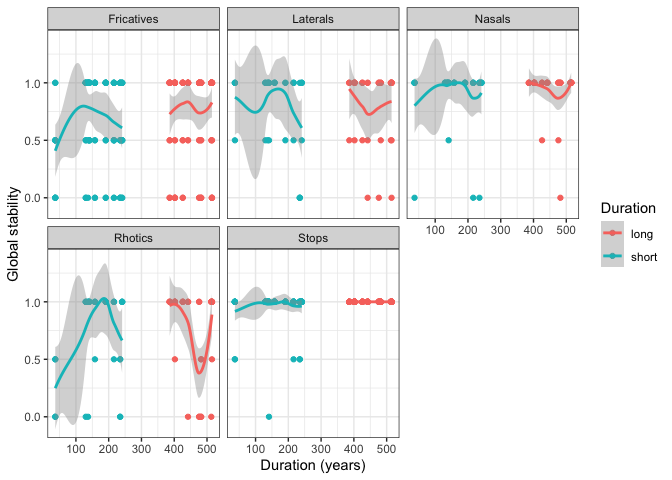 Fricatives Laterals Nasals
1.0
0.5
0.0
100 200 300 400 500
Rhotics Stops
1.0
0.5
0.0
100 200 300 400 500 100 200 300 400 500
Duration (years)
Global stability
Duration
long
short